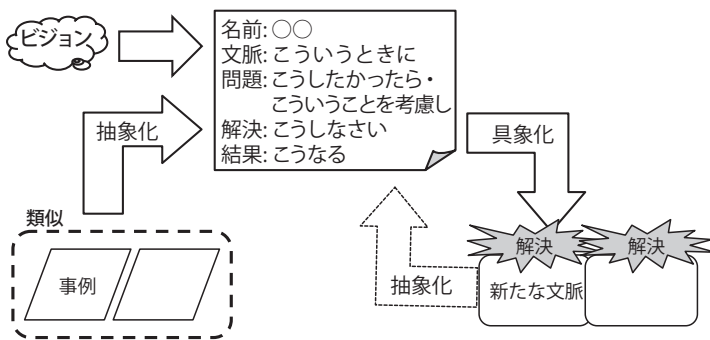 ビジョン
名前: ○○
文脈: こういうときに
問題: こうしたかったら・
こういうことを考慮し
解決: こうしなさい
結果: こうなる
抽象化
具象化
類似
事例
抽象化
解決
解決
新たな文脈